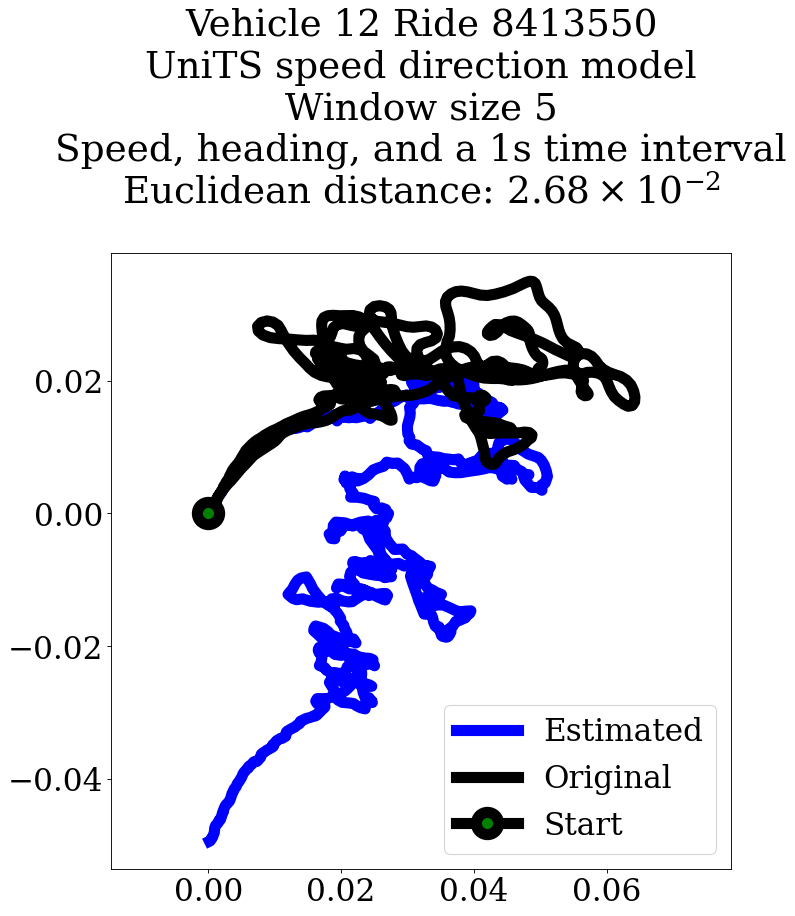 Vehicle 12 Ride 8413550
UniTS speed direction model
Window size 5
Speed, heading, and a 1s time interval
Euclidean distance: 2.68 × 10⁻²
0.02
0.00
−0.02
−0.04
Estimated
Original
Start
0.00 0.02 0.04 0.06